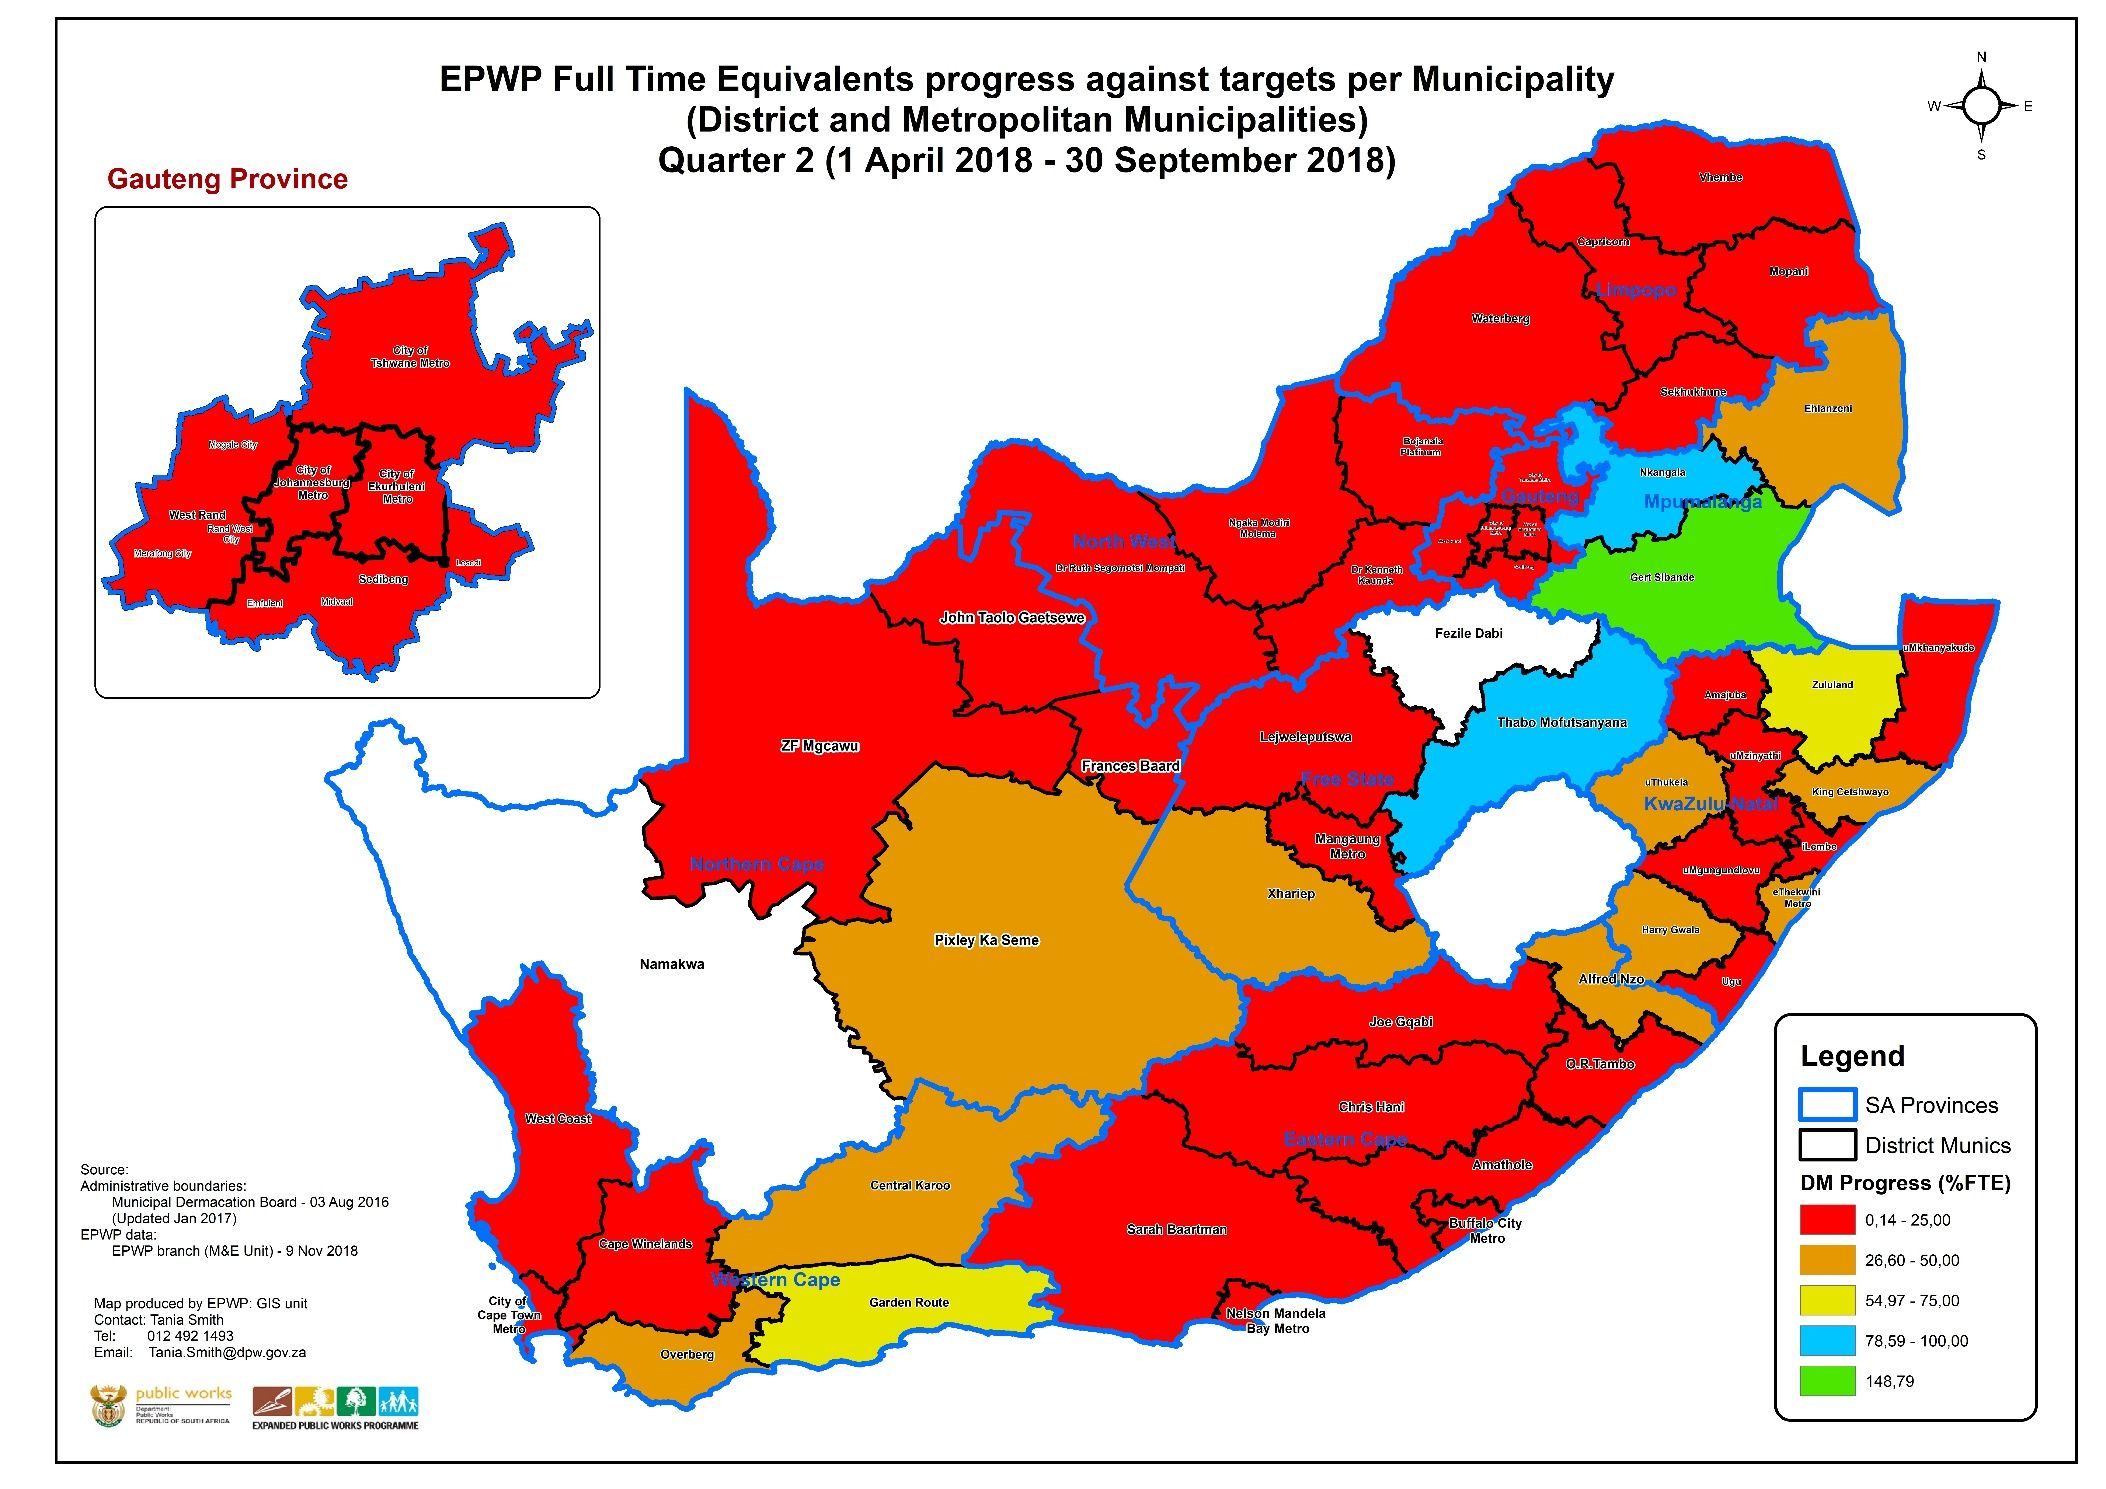 EPWP Full Time Equivalents progress against targets per Municipality
(District and Metropolitan Municipalities)
Quarter 2 (1 April 2018 - 30 September 2018)
N
W
E
S
Gauteng Province
City of
Tshwane Metro
Mogale City
City of
Johannesburg
Metro
City of
Ekurhuleni
Metro
West Rand
Rand West
City
Merafong City
Lesedi
Sedibeng
Emfuleni
Midvaal
Vhembe
Capricorn
Mopani
Limpopo
Waterberg
Sekhukhune
Ehlanzeni
Bojanala
Platinum
Nkangala
Gauteng
Mpumalanga
Ngaka Modiri
Molema
North West
Dr Ruth Segomotsi Mompati
Dr Kenneth
Kaunda
Gert Sibande
John Taolo Gaetsewe
Fezile Dabi
uMkhanyakude
Zululand
Amajuba
Thabo Mofutsanyana
Lejweleputswa
ZF Mgcawu
Frances Baard
Free State
uMzinyathi
uThukela
King Cetshwayo
KwaZulu-Natal
Mangaung
Metro
iLembe
Northern Cape
uMgungundlovu
Xhariep
eThekwini
Metro
Harry Gwala
Pixley Ka Seme
Namakwa
Alfred Nzo
Ugu
Joe Gqabi
O.R.Tambo
Chris Hani
West Coast
Eastern Cape
Amathole
Central Karoo
Sarah Baartman
Buffalo City
Metro
Cape Winelands
Western Cape
Garden Route
City of
Cape Town
Metro
Nelson Mandela
Bay Metro
Overberg
Legend
SA Provinces
District Munics
DM Progress (%FTE)
0,14 - 25,00
26,60 - 50,00
54,97 - 75,00
78,59 - 100,00
148,79
Source:
Administrative boundaries:
Municipal Dermacation Board - 03 Aug 2016
(Updated Jan 2017)
EPWP data:
EPWP branch (M&E Unit) - 9 Nov 2018
Map produced by EPWP: GIS unit
Contact: Tania Smith
Tel: 012 492 1493
Email: Tania.Smith@dpw.gov.za
public works
Department:
Public Works
REPUBLIC OF SOUTH AFRICA
EXPANDED PUBLIC WORKS PROGRAMME